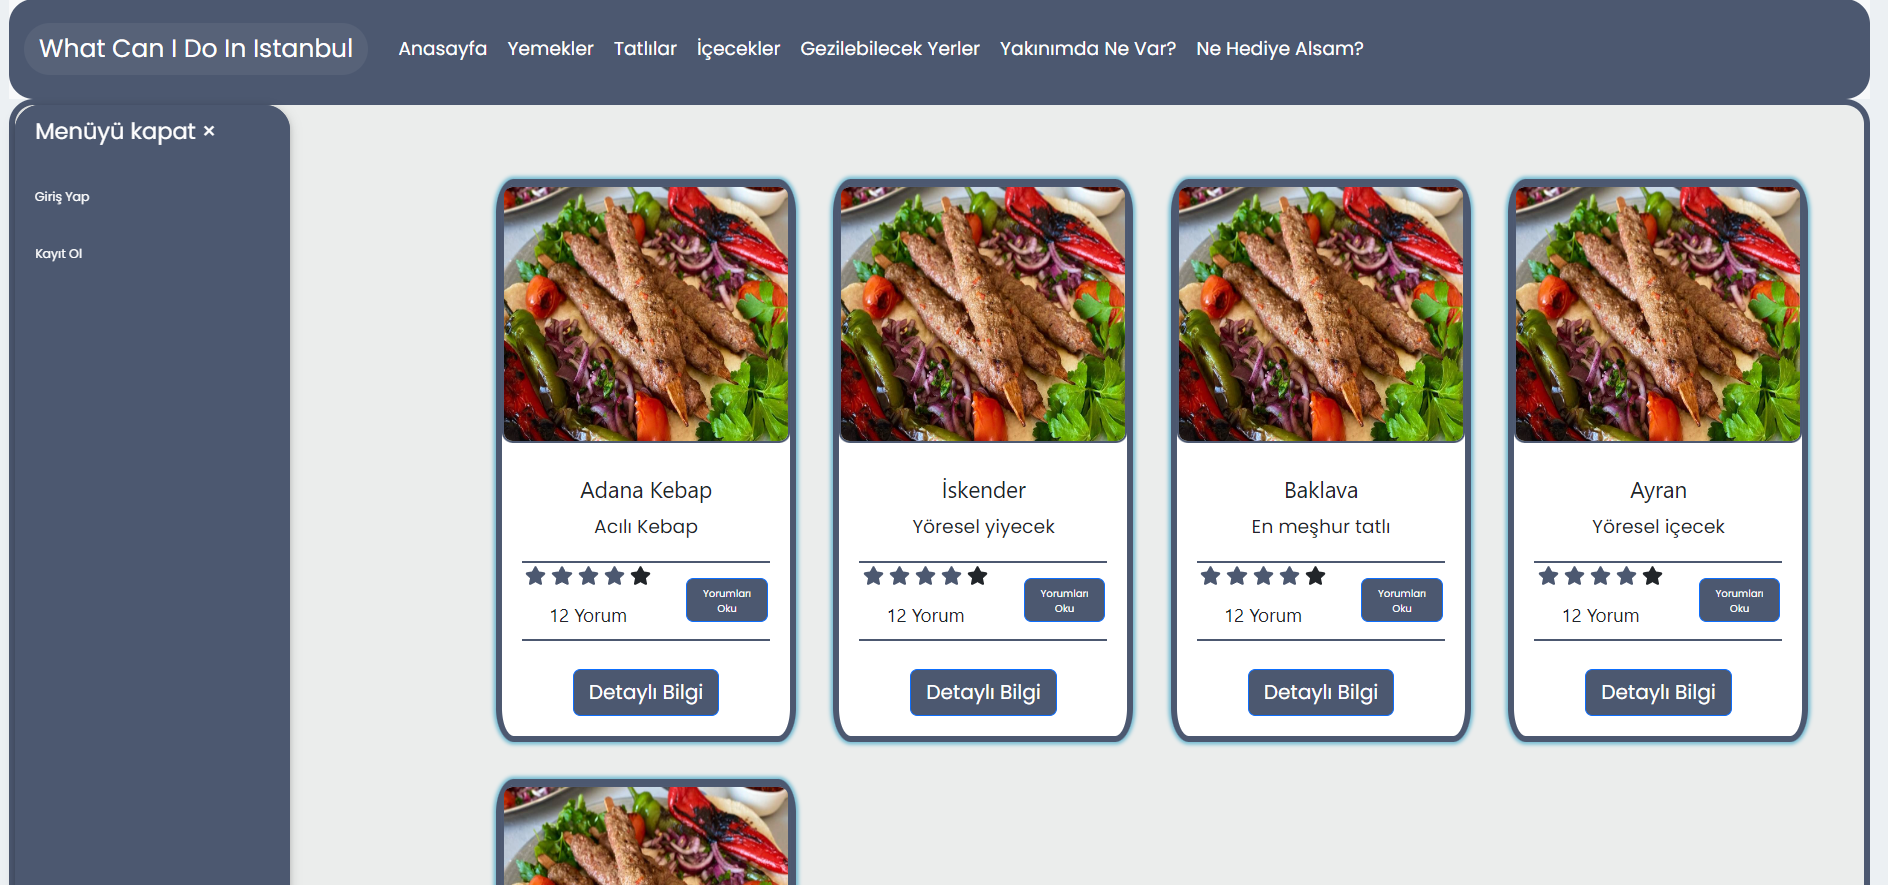 What Can I Do In Istanbul
Anasayfa Yemekler Tatlılar İçecekler Gezilebilecek Yerler Yakınımda Ne Var? Ne Hediye Alsam?
Menüyü kapat ×
Giriş Yap
Kayıt Ol
Adana Kebap
Acılı Kebap
12 Yorum
Yorumları
Oku
Detaylı Bilgi
İskender
Yöresel yiyecek
12 Yorum
Yorumları
Oku
Detaylı Bilgi
Baklava
En meşhur tatlı
12 Yorum
Yorumları
Oku
Detaylı Bilgi
Ayran
Yöresel içecek
12 Yorum
Yorumları
Oku
Detaylı Bilgi